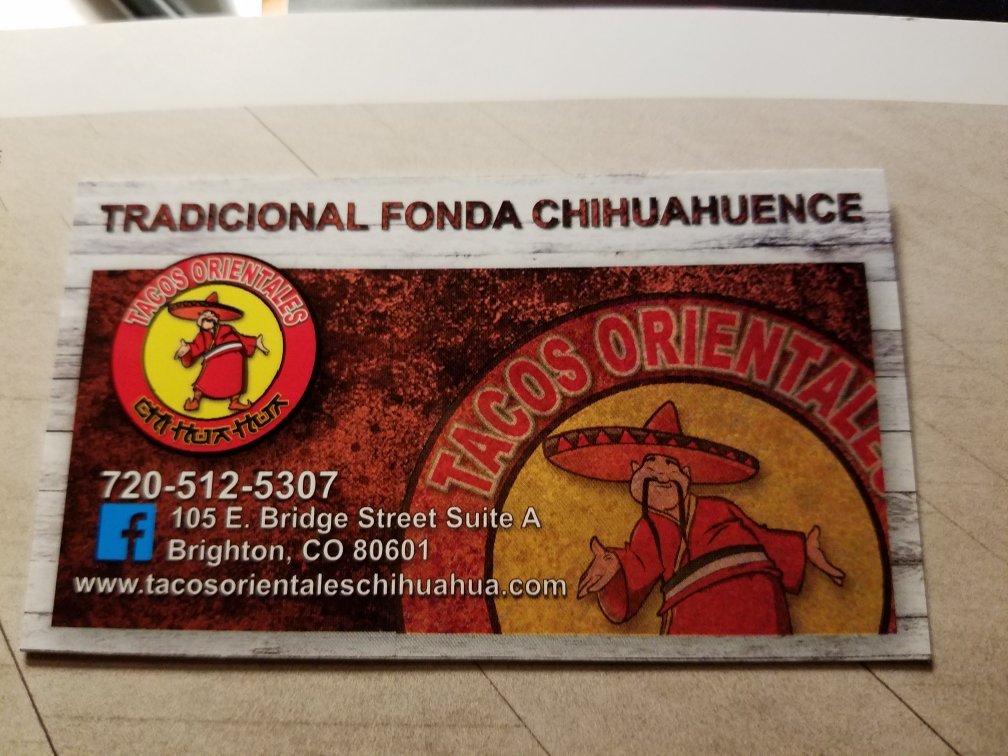 TRADICIONAL FONDA CHIHUAHUENCE
TACOS ORIENTALES
CHIHUAHUA
720-512-5307
105 E. Bridge Street Suite A
Brighton, CO 80601
www.tacosorientaleschihuahua.com
TACOS ORIENTALES